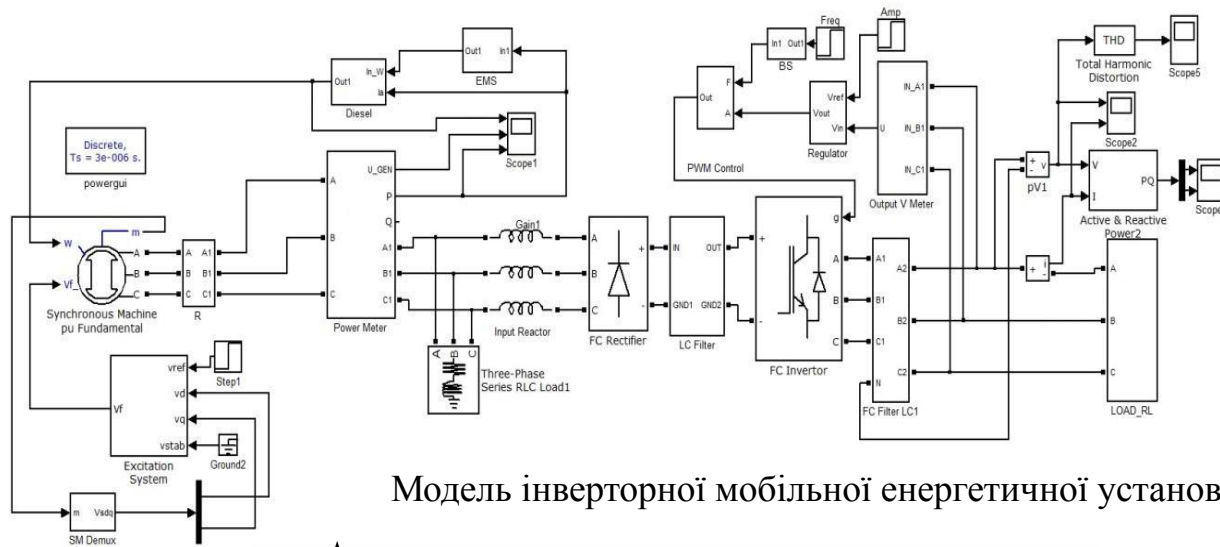 Freq
Amp
In1 Out1
BS
Out1 In1
EMS
In_W
Ia
Out1
Diesel
F
Out
A
Vref
Vout
Vin
Regulator
IN_A1
IN_B1
U
IN_C1
Output V Meter
THD
Total Harmonic
Distortion
Scope5
Scope2
Discrete,
Ts = 3e-006 s.
powergui
Scope1
PWM Control
+
-
v
pV1
V
I
PQ
Active & Reactive
Power2
Scope
A
B
C
U_GEN
P
Q
A1
B1
C1
Power Meter
m
w
Vf_
A
B
C
Synchronous Machine
pu Fundamental
A A1
B B1
C C1
R
Gain1
Input Reactor
A
B
C
+
-
FC Rectifier
IN OUT
GND1 GND2
LC Filter
g
+
-
A
B
C
FC Invertor
A1
A2
B1
B2
C1
C2
N
FC Filter LC1
+ i
-
A
B
C
LOAD_RL
A B C
Three-Phase
Series RLC Load1
vref
vd
vq
vstab
Vf
Step1
Ground2
Excitation
System
m Vsdq
SM Demux
Модель інверторної мобільної енергетичної установ